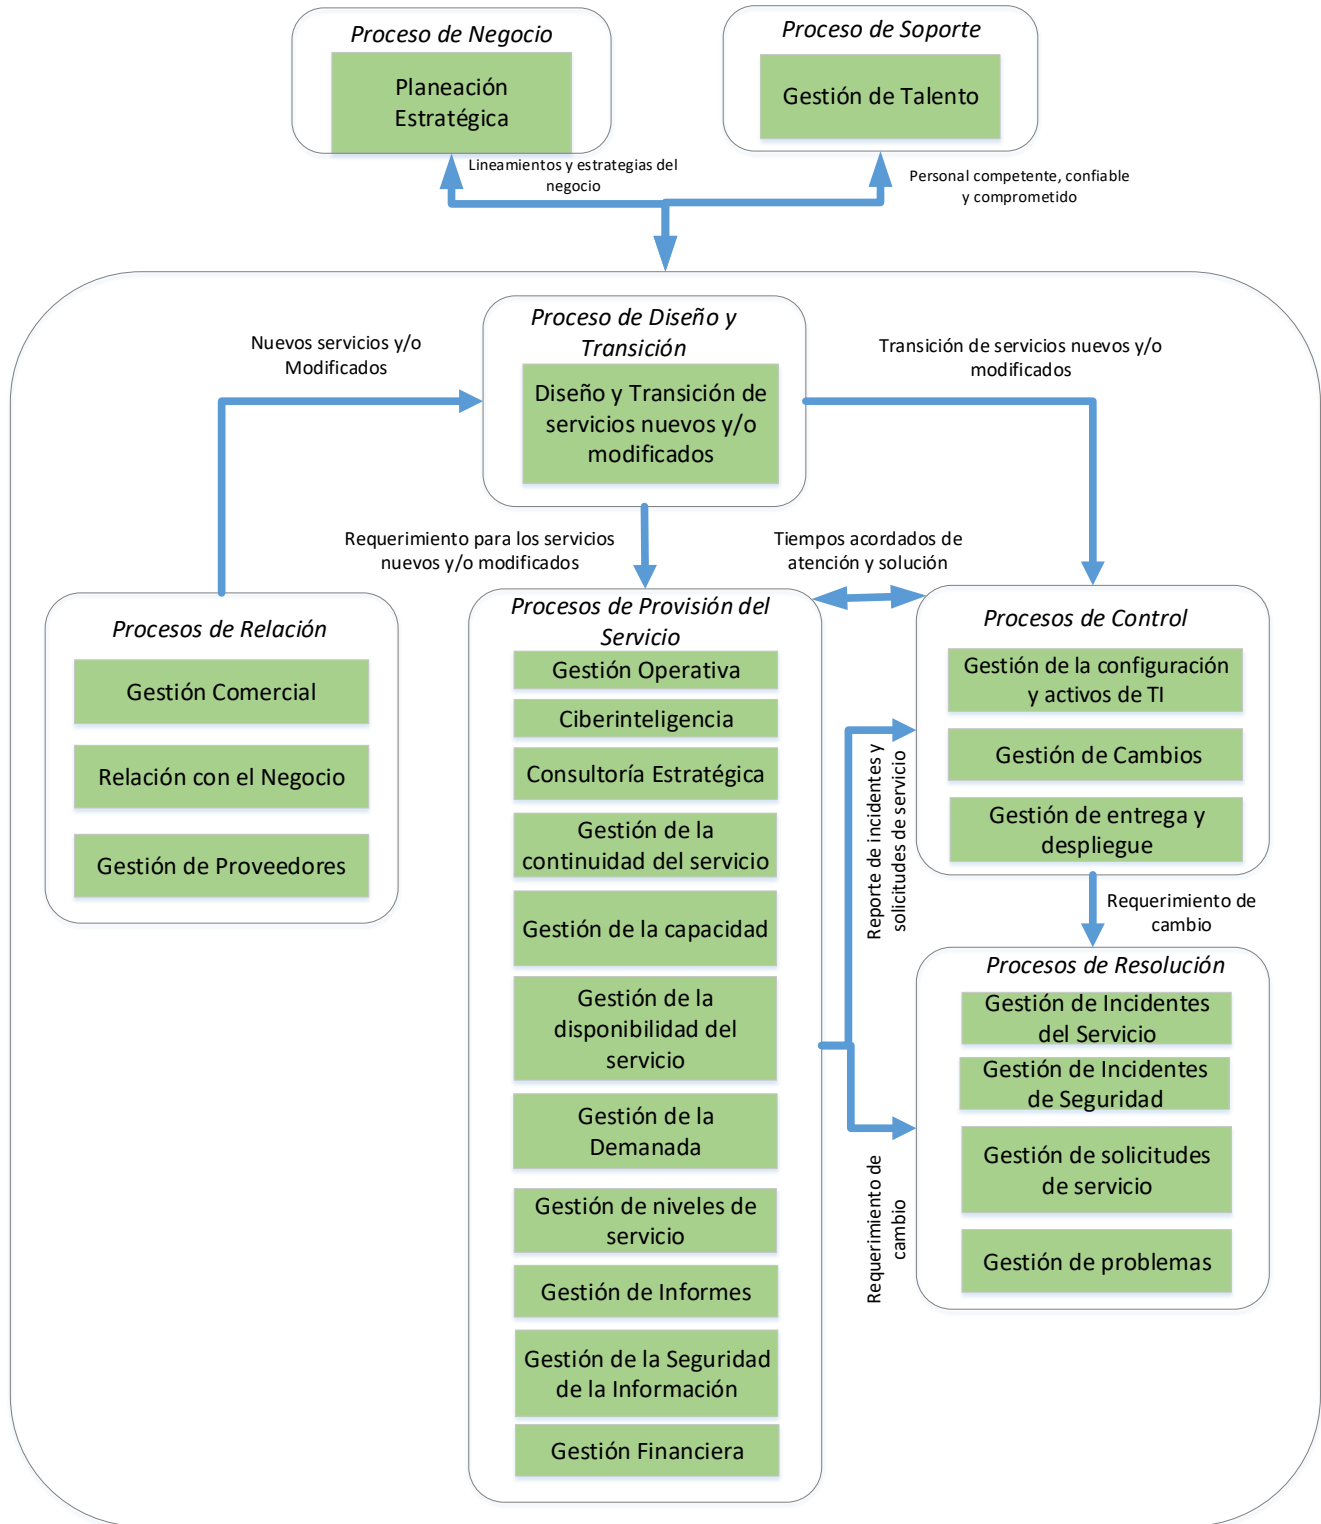 Proceso de Negocio
Planeación
Estratégica
Proceso de Soporte
Gestión de Talento
Lineamientos y estrategias del
negocio
Personal competente, confiable
y comprometido
Proceso de Diseño y
Transición
Diseño y Transición de
servicios nuevos y/o
modificados
Nuevos servicios y/o
Modificados
Transición de servicios nuevos y/o
modificados
Requerimiento para los servicios
nuevos y/o modificados
Tiempos acordados de
atención y solución
Procesos de Relación
Gestión Comercial
Relación con el Negocio
Gestión de Proveedores
Procesos de Provisión del
Servicio
Gestión Operativa
Ciberinteligencia
Consultoría Estratégica
Gestión de la
continuidad del servicio
Gestión de la capacidad
Gestión de la
disponibilidad del
servicio
Gestión de la
Demanada
Gestión de niveles de
servicio
Gestión de Informes
Gestión de la Seguridad
de la Información
Gestión Financiera
Reporte de incidentes y
solicitudes de servicio
Requerimiento de
cambio
Procesos de Control
Gestión de la configuración
y activos de TI
Gestión de Cambios
Gestión de entrega y
despliegue
Requerimiento de
cambio
Procesos de Resolución
Gestión de Incidentes
del Servicio
Gestión de Incidentes
de Seguridad
Gestión de solicitudes
de servicio
Gestión de problemas